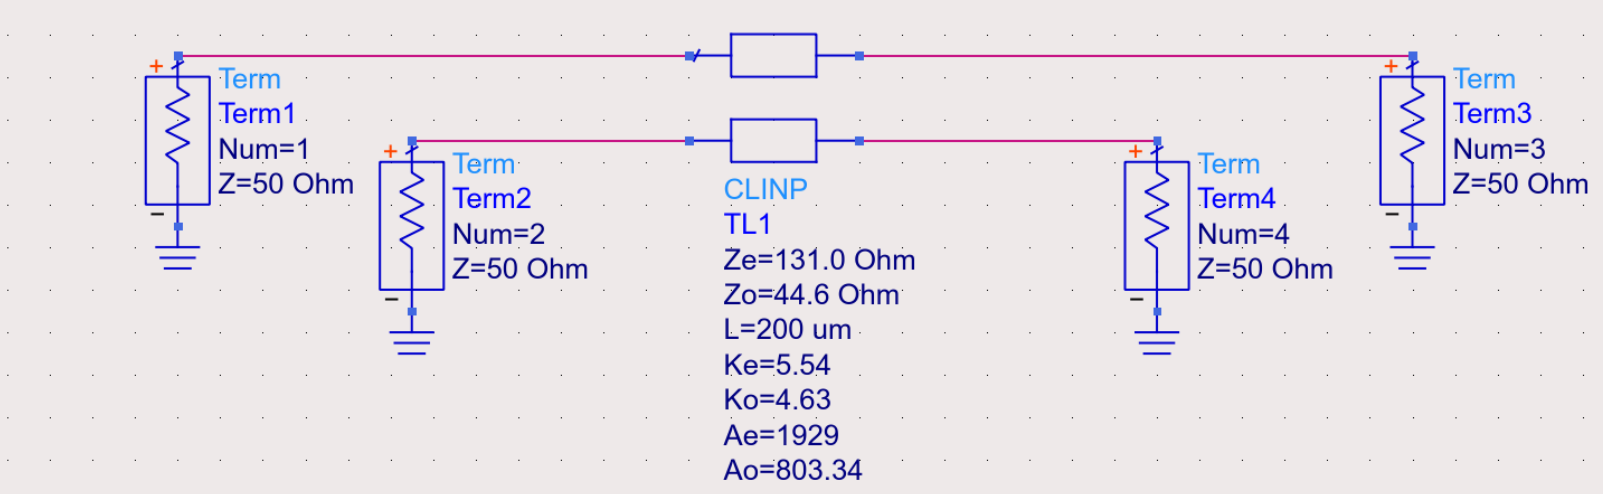 +
Term
Term1
Num=1
Z=50 Ohm
−
+
Term
Term2
Num=2
Z=50 Ohm
−
CLINP
TL1
Ze=131.0 Ohm
Zo=44.6 Ohm
L=200 um
Ke=5.54
Ko=4.63
Ae=1929
Ao=803.34
+
Term
Term4
Num=4
Z=50 Ohm
−
+
Term
Term3
Num=3
Z=50 Ohm
−